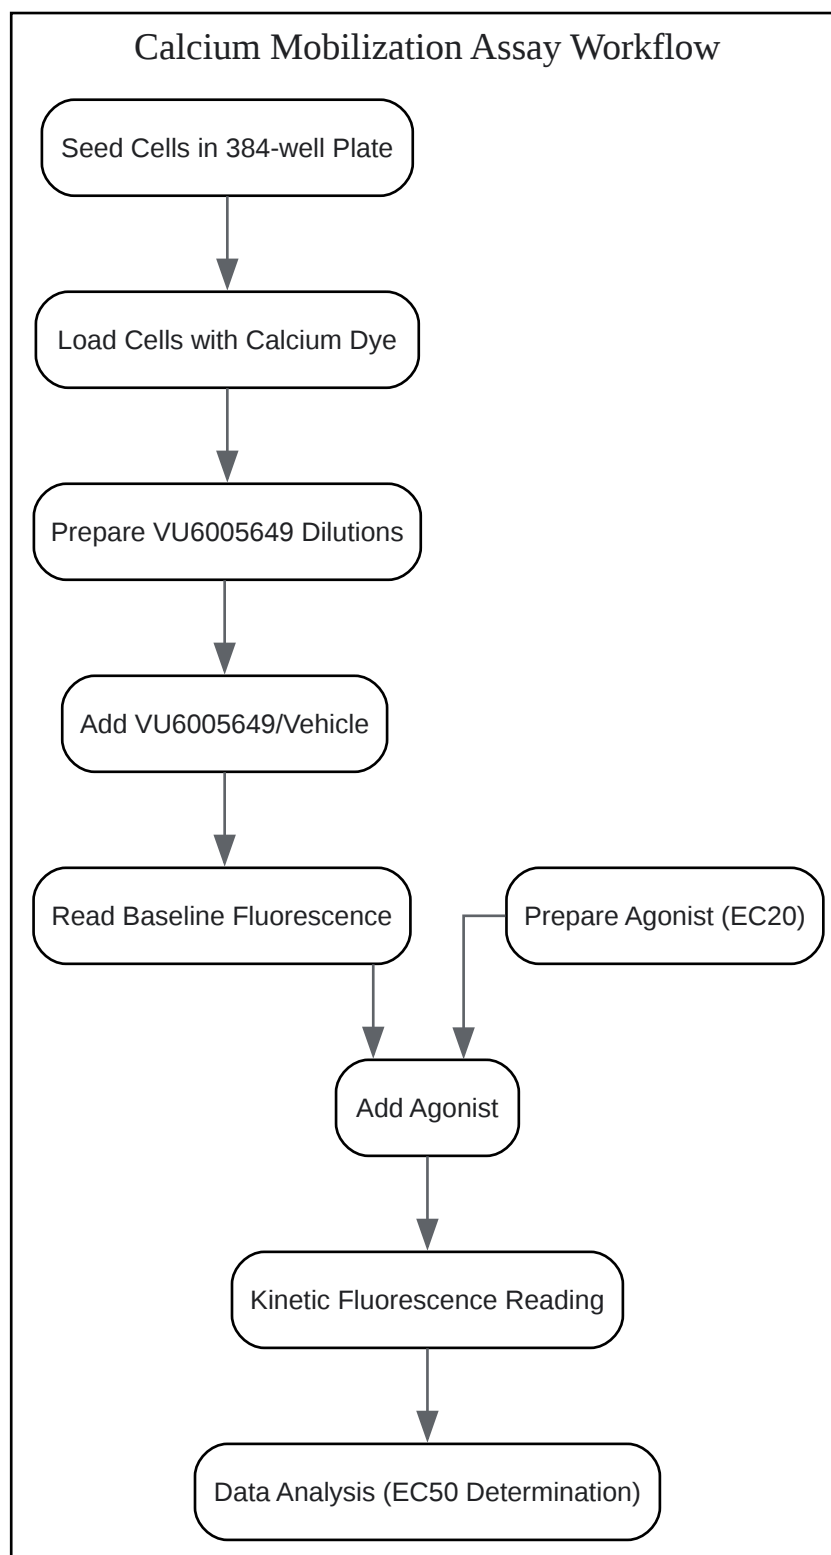 Calcium Mobilization Assay Workflow
Seed Cells in 384-well Plate
Load Cells with Calcium Dye
Prepare VU6005649 Dilutions
Add VU6005649/Vehicle
Read Baseline Fluorescence
Prepare Agonist (EC20)
Add Agonist
Kinetic Fluorescence Reading
Data Analysis (EC50 Determination)